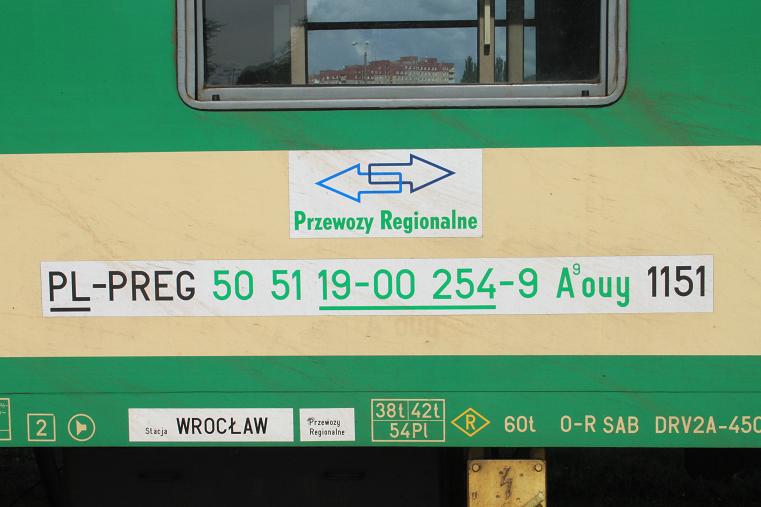 Przewozy Regionalne
PL-PREG 50 51 19-00 254-9 A⁹ouy 1151
2
Stacja WROCŁAW
Przewozy
Regionalne
38t 42t
54Pl
R
60t
O-R SAB
DRV2A-450